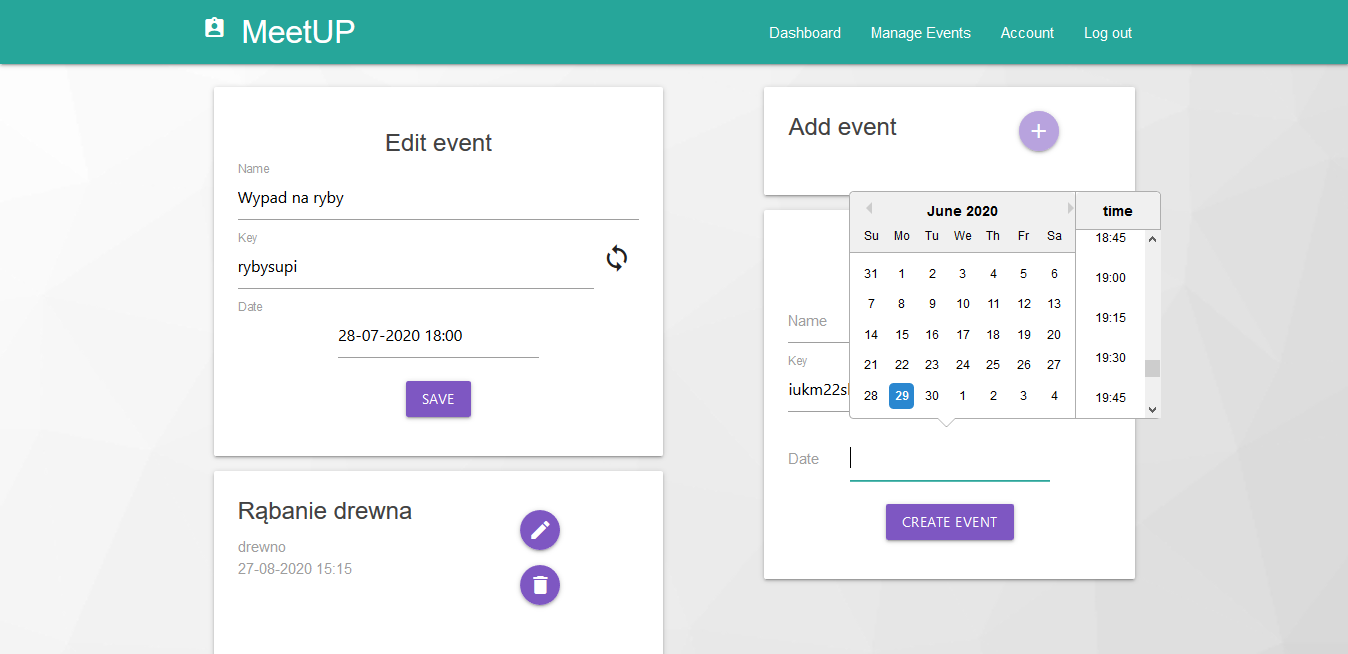 MeetUP
Dashboard Manage Events Account Log out
Edit event
Name
Wypad na ryby
Key
rybysupi
Date
28-07-2020 18:00
SAVE
Rąbanie drewna
drewno
27-08-2020 15:15
Add event
+
Name
Key
iukm22s
June 2020
Su Mo Tu We Th Fr Sa
31 1 2 3 4 5 6
7 8 9 10 11 12 13
14 15 16 17 18 19 20
21 22 23 24 25 26 27
28 29 30 1 2 3 4
time
18:45
19:00
19:15
19:30
19:45
Date
CREATE EVENT